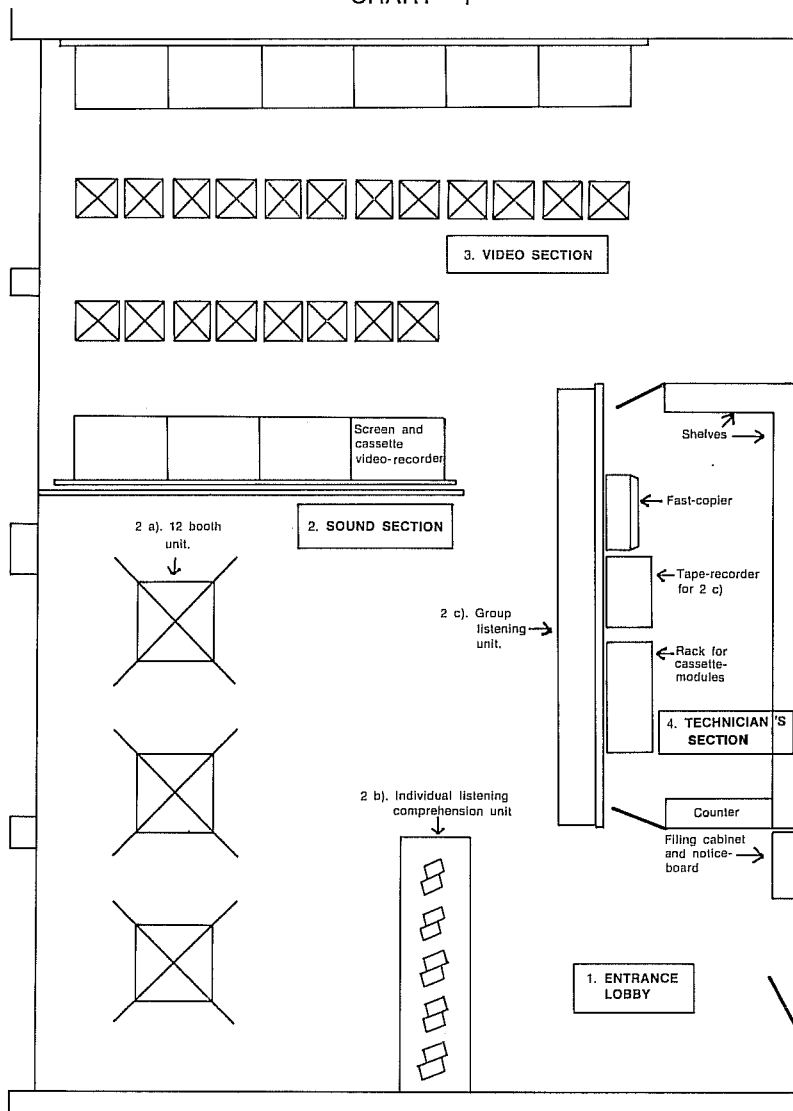 CHART 1
3. VIDEO SECTION
Screen and
cassette
video-recorder
Shelves
Fast-copier
2. SOUND SECTION
2 a). 12 booth
unit.
Tape-recorder
for 2 c)
2 c). Group
listening
unit.
Rack for
cassette-
modules
4. TECHNICIAN'S
SECTION
2 b). Individual listening
comprehension unit
Counter
Filing cabinet
and notice-
board
1. ENTRANCE
LOBBY